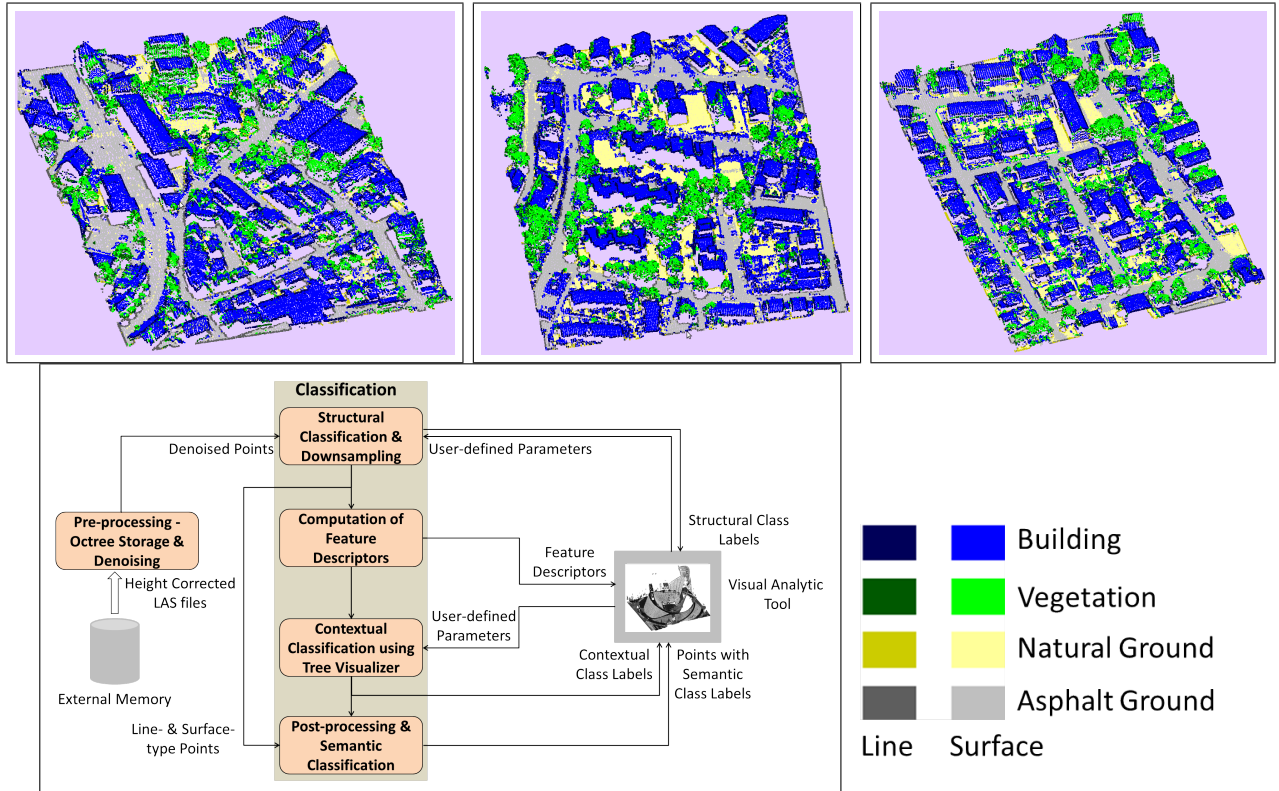 Classification
Structural
Classification &
Downsampling
Denoised Points
User-defined Parameters
Pre-processing -
Octree Storage &
Denoising
Computation of
Feature
Descriptors
Structural Class
Labels
Feature
Descriptors
Height Corrected
LAS files
Visual Analytic
Tool
User-defined
Parameters
Contextual
Classification using
Tree Visualizer
Contextual
Class Labels
Points with
Semantic
Class Labels
External Memory
Line- & Surface-
type Points
Post-processing &
Semantic
Classification
Building
Vegetation
Natural Ground
Asphalt Ground
Line Surface